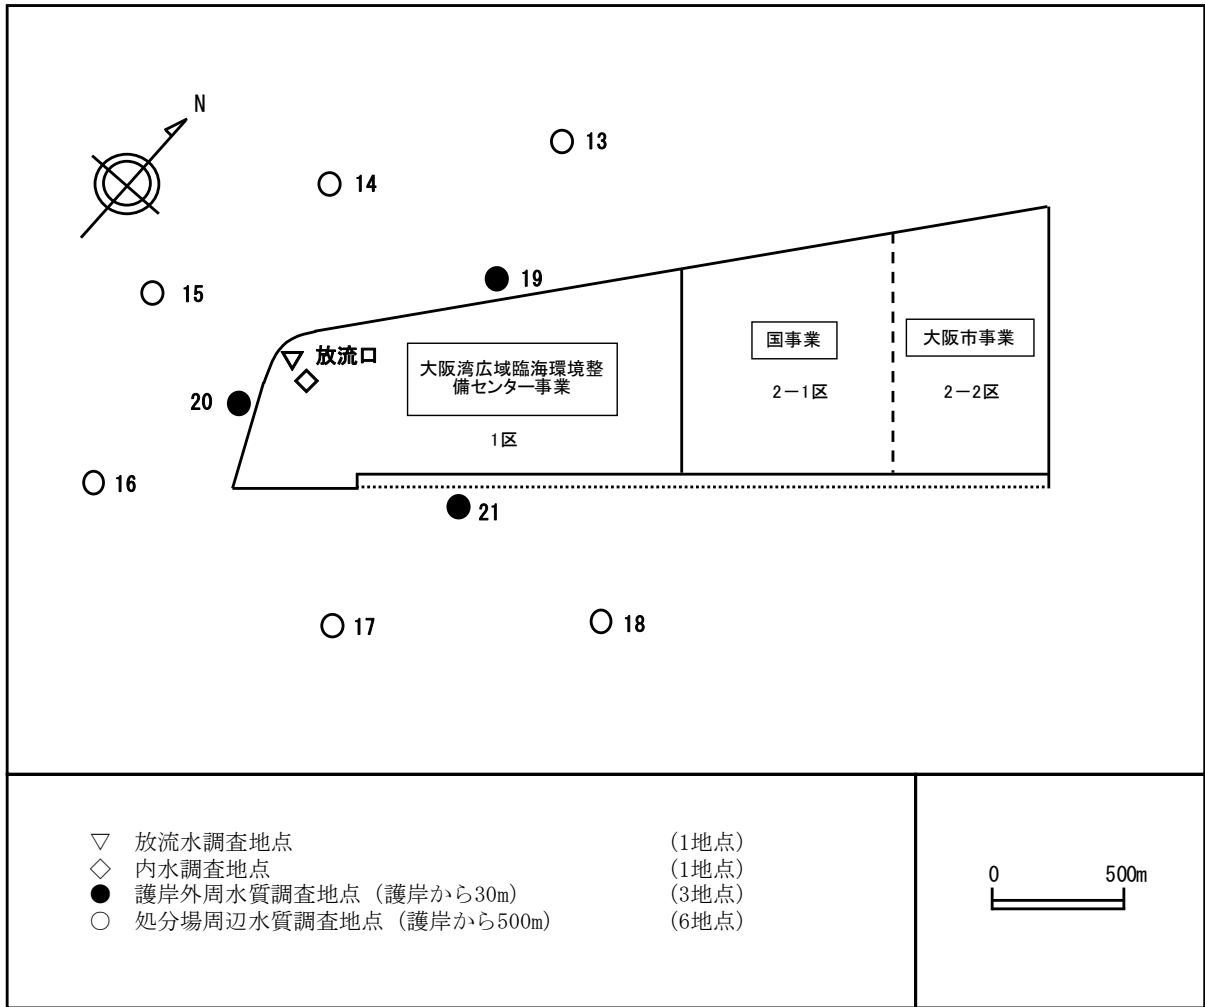 N
13
14
15
19
放流口
20
大阪湾広域臨海環境整
備センター事業
1区
国事業
2−1区
大阪市事業
2−2区
16
21
17
18
▽ 放流水調査地点 (1地点)
◇ 内水調査地点 (1地点)
● 護岸外周水質調査地点 (護岸から30m) (3地点)
○ 処分場周辺水質調査地点 (護岸から500m) (6地点)
0 500m